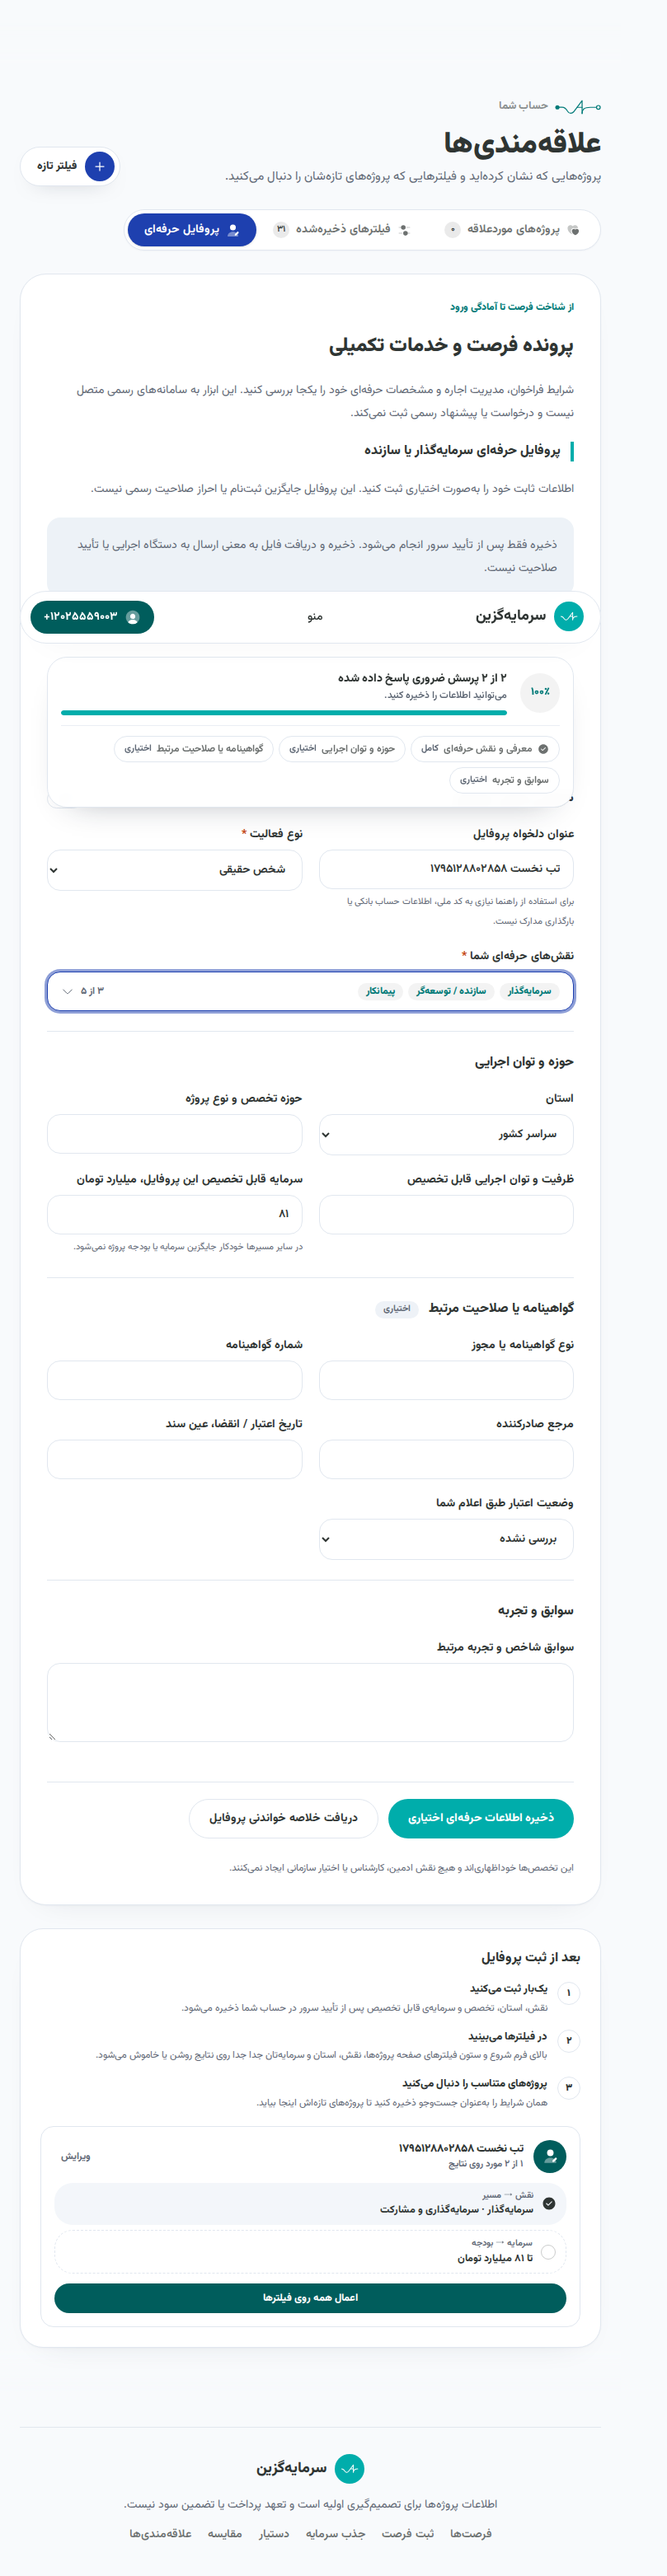 حساب شما
علاقه‌مندی‌ها
پروژه‌هایی که نشان کرده‌اید و فیلترهایی که پروژه‌های تازه‌شان را دنبال می‌کنید.
فیلتر تازه
پروژه‌های موردعلاقه ۰
فیلترهای ذخیره‌شده ۳۱
پروفایل حرفه‌ای
از شناخت فرصت تا آمادگی ورود
پرونده فرصت و خدمات تکمیلی
شرایط فراخوان، مدیریت اجاره و مشخصات حرفه‌ای خود را یکجا بررسی کنید. این ابزار به سامانه‌های رسمی متصل
نیست و درخواست یا پیشنهاد رسمی ثبت نمی‌کند.
پروفایل حرفه‌ای سرمایه‌گذار یا سازنده
اطلاعات ثابت خود را به‌صورت اختیاری ثبت کنید. این پروفایل جایگزین ثبت‌نام یا احراز صلاحیت رسمی نیست.
ذخیره فقط پس از تأیید سرور انجام می‌شود. ذخیره و دریافت فایل به معنی ارسال به دستگاه اجرایی یا تأیید
صلاحیت نیست.
سرمایه‌گزین
منو
+۱۲۰۲۵۵۵۹۰۰۳
۱۰۰٪
۲ از ۲ پرسش ضروری پاسخ داده شده
می‌توانید اطلاعات را ذخیره کنید.
معرفی و نقش حرفه‌ای کامل
حوزه و توان اجرایی اختیاری
گواهینامه یا صلاحیت مرتبط اختیاری
سوابق و تجربه اختیاری
عنوان دلخواه پروفایل
تب نخست ۱۷۹۵۱۲۸۸۰۲۸۵۸
برای استفاده از راهنما نیازی به کد ملی، اطلاعات حساب بانکی یا
بارگذاری مدارک نیست.
نوع فعالیت *
شخص حقیقی
نقش‌های حرفه‌ای شما *
سرمایه‌گذار
سازنده / توسعه‌گر
پیمانکار
۳ از ۵
حوزه و توان اجرایی
استان
سراسر کشور
حوزه تخصص و نوع پروژه
ظرفیت و توان اجرایی قابل تخصیص
سرمایه قابل تخصیص این پروفایل، میلیارد تومان
۸۱
در سایر مسیرها خودکار جایگزین سرمایه یا بودجه پروژه نمی‌شود.
گواهینامه یا صلاحیت مرتبط اختیاری
نوع گواهینامه یا مجوز
شماره گواهینامه
مرجع صادرکننده
تاریخ اعتبار / انقضا، عین سند
وضعیت اعتبار طبق اعلام شما
بررسی نشده
سوابق و تجربه
سوابق شاخص و تجربه مرتبط
ذخیره اطلاعات حرفه‌ای اختیاری
دریافت خلاصه خواندنی پروفایل
این تخصص‌ها خوداظهاری‌اند و هیچ نقش ادمین، کارشناس یا اختیار سازمانی ایجاد نمی‌کنند.
بعد از ثبت پروفایل
۱
یک‌بار ثبت می‌کنید
نقش، استان، تخصص و سرمایه‌ی قابل تخصیص پس از تأیید سرور در حساب شما ذخیره می‌شود.
۲
در فیلترها می‌بینید
بالای فرم شروع و ستون فیلترهای صفحه پروژه‌ها، نقش، استان و سرمایه‌تان جدا جدا روی نتایج روشن یا خاموش می‌شود.
۳
پروژه‌های متناسب را دنبال می‌کنید
همان شرایط را به‌عنوان جست‌وجو ذخیره کنید تا پروژه‌های تازه‌اش اینجا بیاید.
تب نخست ۱۷۹۵۱۲۸۸۰۲۸۵۸
۱ از ۲ مورد روی نتایج
ویرایش
نقش ← مسیر
سرمایه‌گذار · سرمایه‌گذاری و مشارکت
سرمایه ← بودجه
تا ۸۱ میلیارد تومان
اعمال همه روی فیلترها
سرمایه‌گزین
اطلاعات پروژه‌ها برای تصمیم‌گیری اولیه است و تعهد پرداخت یا تضمین سود نیست.
فرصت‌ها ثبت فرصت جذب سرمایه دستیار مقایسه علاقه‌مندی‌ها